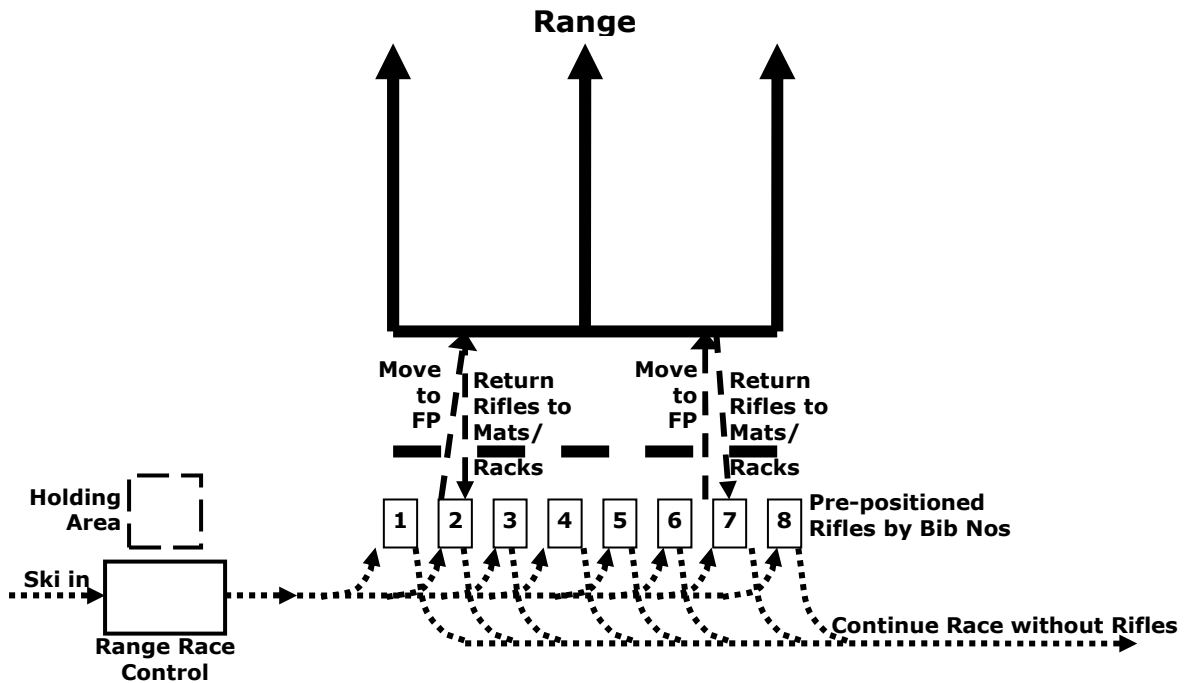 Range
Move
to
FP
Return
Rifles to
Mats/
Racks
Move
to
FP
Return
Rifles to
Mats/
Racks
Holding
Area
1 2 3 4 5 6 7 8
Pre-positioned
Rifles by Bib Nos
Ski in
Range Race
Control
Continue Race without Rifles